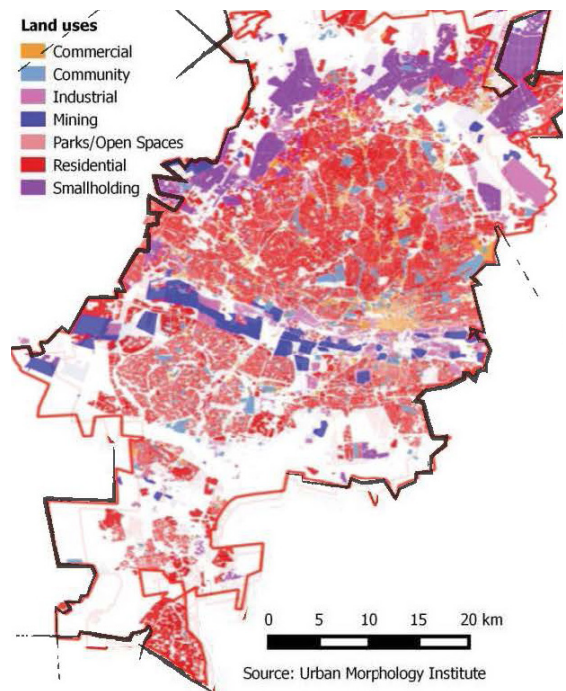 Land uses
Commercial
Community
Industrial
Mining
Parks/Open Spaces
Residential
Smallholding
0 5 10 15 20 km
Source: Urban Morphology Institute